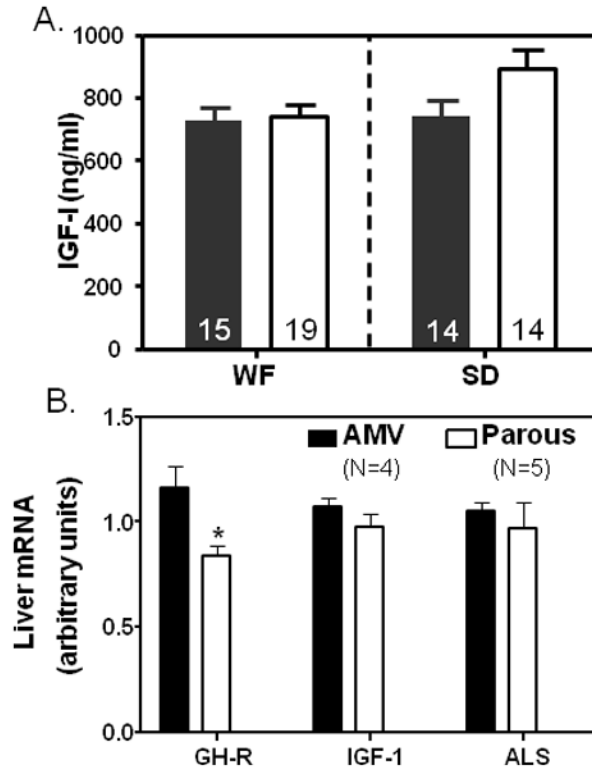 A.
IGF-I (ng/ml)
1000
800
600
400
200
0
15
19
14
14
WF
SD
B.
Liver mRNA
(arbitrary units)
1.5
1.0
0.5
0.0
AMV
Parous
(N=4)
(N=5)
*
GH-R
IGF-1
ALS